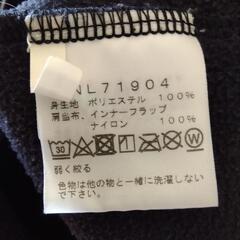 NL71904
身生地 ポリエステル 100%
肩当布、インナーフラップ
ナイロン 100%
30
W
弱く絞る
色物は他の物と一緒に洗濯しない
で下さい。